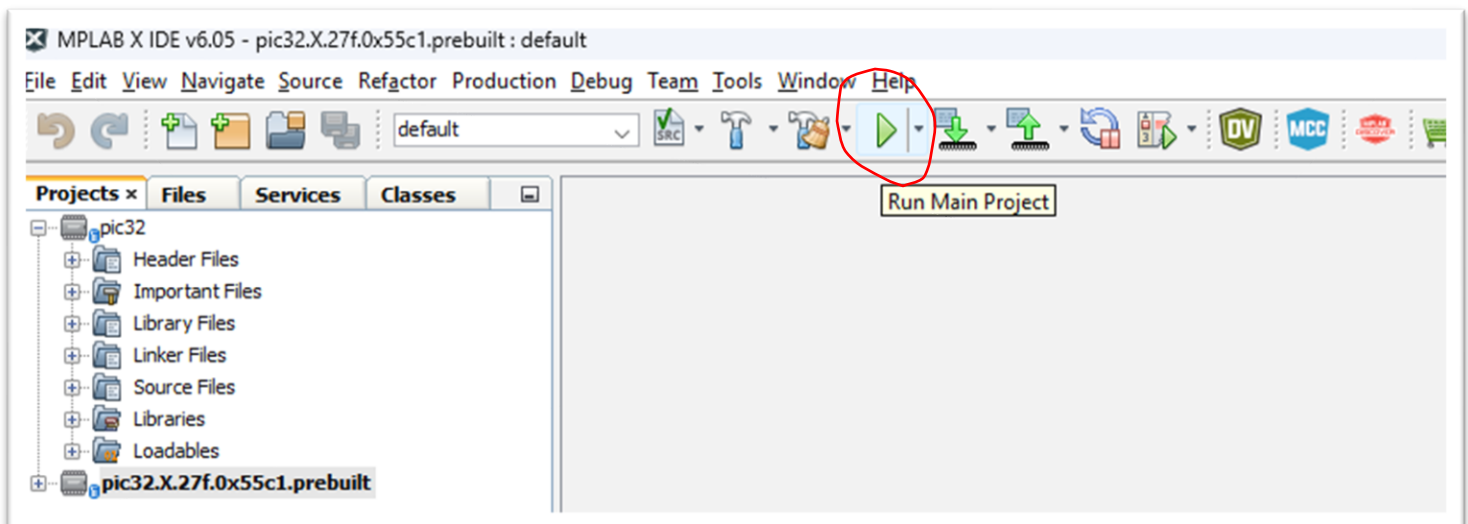 MPLAB X IDE v6.05 - pic32.X.27f.0x55c1.prebuilt : default
File Edit View Navigate Source Refactor Production Debug Team Tools Window Help
default SRC DV MCC
Projects × Files Services Classes
Run Main Project
pic32
Header Files
Important Files
Library Files
Linker Files
Source Files
Libraries
Loadables
pic32.X.27f.0x55c1.prebuilt